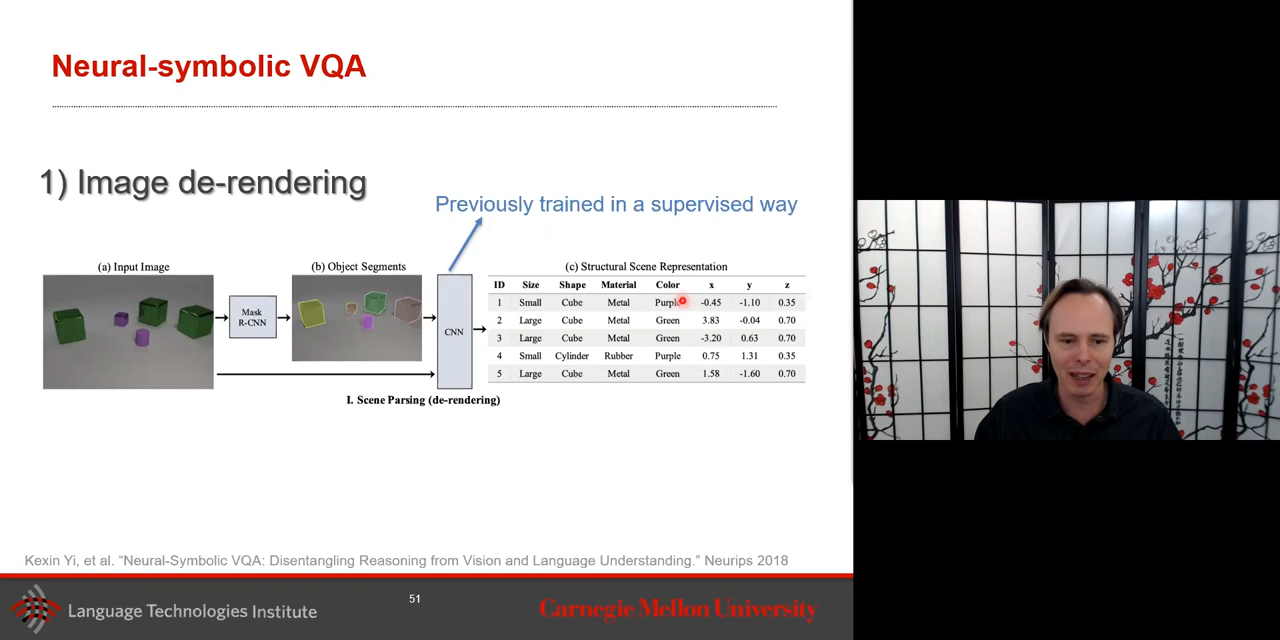 Neural-symbolic VQA
1) Image de-rendering
Previously trained in a supervised way
(a) Input Image
(b) Object Segments
(c) Structural Scene Representation
Mask
R-CNN
CNN
ID Size Shape Material Color x y z
1 Small Cube Metal Purple -0.45 -1.10 0.35
2 Large Cube Metal Green 3.83 -0.04 0.70
3 Large Cube Metal Green -3.20 0.63 0.70
4 Small Cylinder Rubber Purple 0.75 1.31 0.35
5 Large Cube Metal Green 1.58 -1.60 0.70
I. Scene Parsing (de-rendering)
Kexin Yi, et al. “Neural-Symbolic VQA: Disentangling Reasoning from Vision and Language Understanding.” Neurips 2018
Language Technologies Institute
51
Carnegie Mellon University